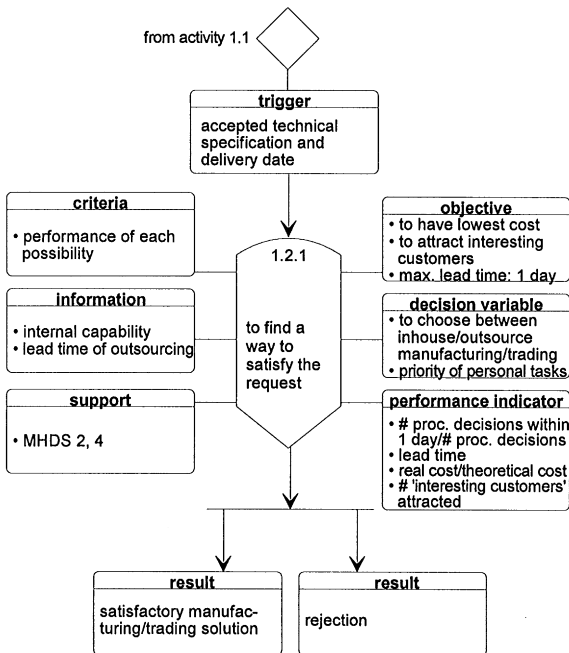 from activity 1.1
trigger
accepted technical
specification and
delivery date
criteria
• performance of each
possibility
information
• internal capability
• lead time of outsourcing
support
• MHDS 2, 4
1.2.1
to find a
way to
satisfy the
request
objective
• to have lowest cost
• to attract interesting
customers
• max. lead time: 1 day
decision variable
• to choose between
inhouse/outsource
manufacturing/trading
• priority of personal tasks
performance indicator
• # proc. decisions within
1 day/# proc. decisions
• lead time
• real cost/theoretical cost
• # 'interesting customers'
attracted
result
satisfactory manufac-
turing/trading solution
result
rejection